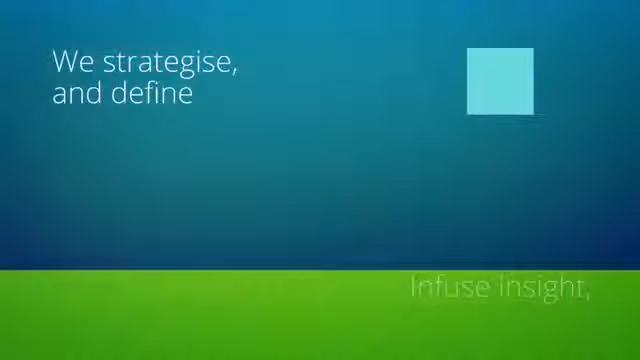 We strategise,
and define
Infuse insight,